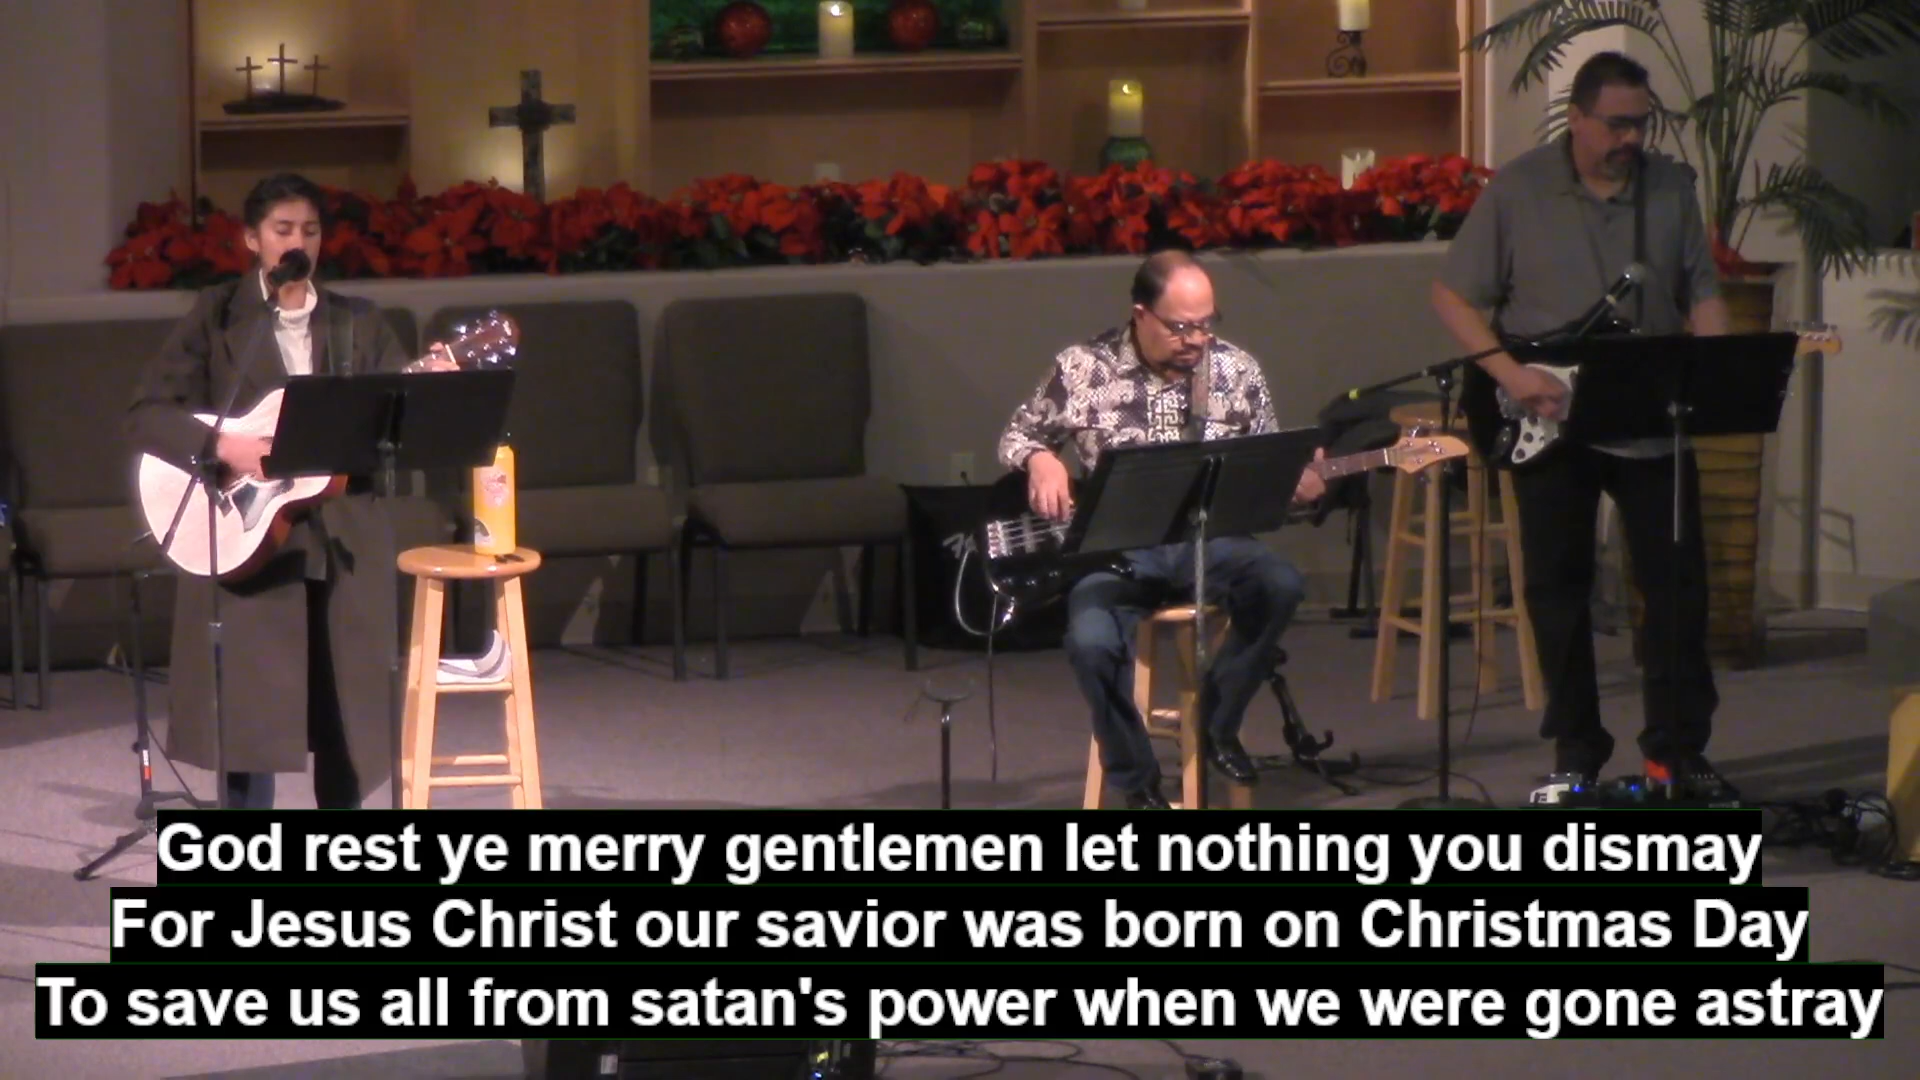 God rest ye merry gentlemen let nothing you dismay
For Jesus Christ our savior was born on Christmas Day
To save us all from satan's power when we were gone astray